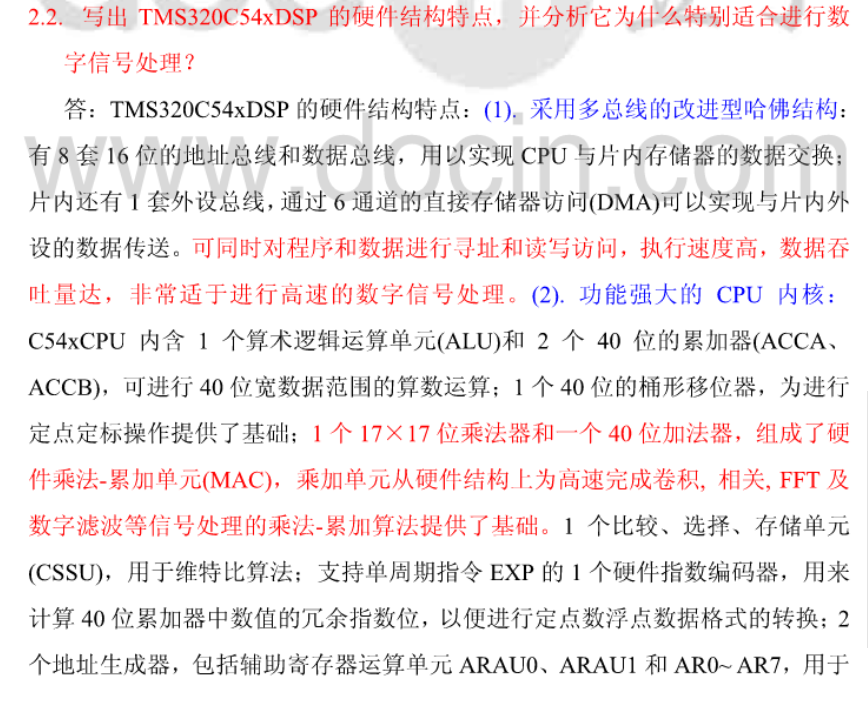 2.2. 写出 TMS320C54xDSP 的硬件结构特点，并分析它为什么特别适合进行数
字信号处理？
答：TMS320C54xDSP 的硬件结构特点：(1). 采用多总线的改进型哈佛结构：
有 8 套 16 位的地址总线和数据总线，用以实现 CPU 与片内存储器的数据交换；
片内还有 1 套外设总线，通过 6 通道的直接存储器访问(DMA)可以实现与片内外
设的数据传送。可同时对程序和数据进行寻址和读写访问，执行速度高，数据吞
吐量达，非常适于进行高速的数字信号处理。(2). 功能强大的 CPU 内核：
C54xCPU 内含 1 个算术逻辑运算单元(ALU)和 2 个 40 位的累加器(ACCA、
ACCB)，可进行 40 位宽数据范围的算数运算；1 个 40 位的桶形移位器，为进行
定点定标操作提供了基础；1 个 17×17 位乘法器和一个 40 位加法器，组成了硬
件乘法-累加单元(MAC)，乘加单元从硬件结构上为高速完成卷积, 相关, FFT 及
数字滤波等信号处理的乘法-累加算法提供了基础。1 个比较、选择、存储单元
(CSSU)，用于维特比算法；支持单周期指令 EXP 的 1 个硬件指数编码器，用来
计算 40 位累加器中数值的冗余指数位，以便进行定点数浮点数据格式的转换；2
个地址生成器，包括辅助寄存器运算单元 ARAU0、ARAU1 和 AR0~ AR7，用于
www.docin.com